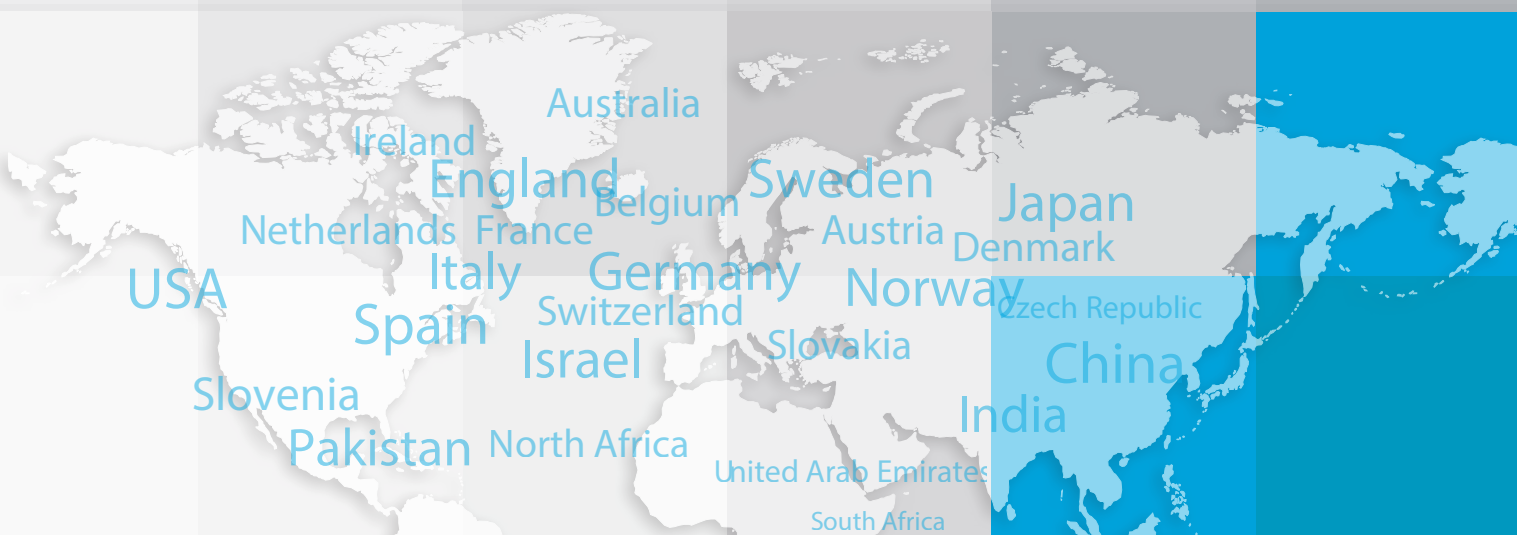 Australia
Ireland
England
Sweden
Belgium
Japan
Netherlands
France
Austria
Denmark
Italy
Germany
USA
Norway
Switzerland
Czech Republic
Spain
Slovakia
Israel
China
Slovenia
India
Pakistan
North Africa
United Arab Emirates
South Africa